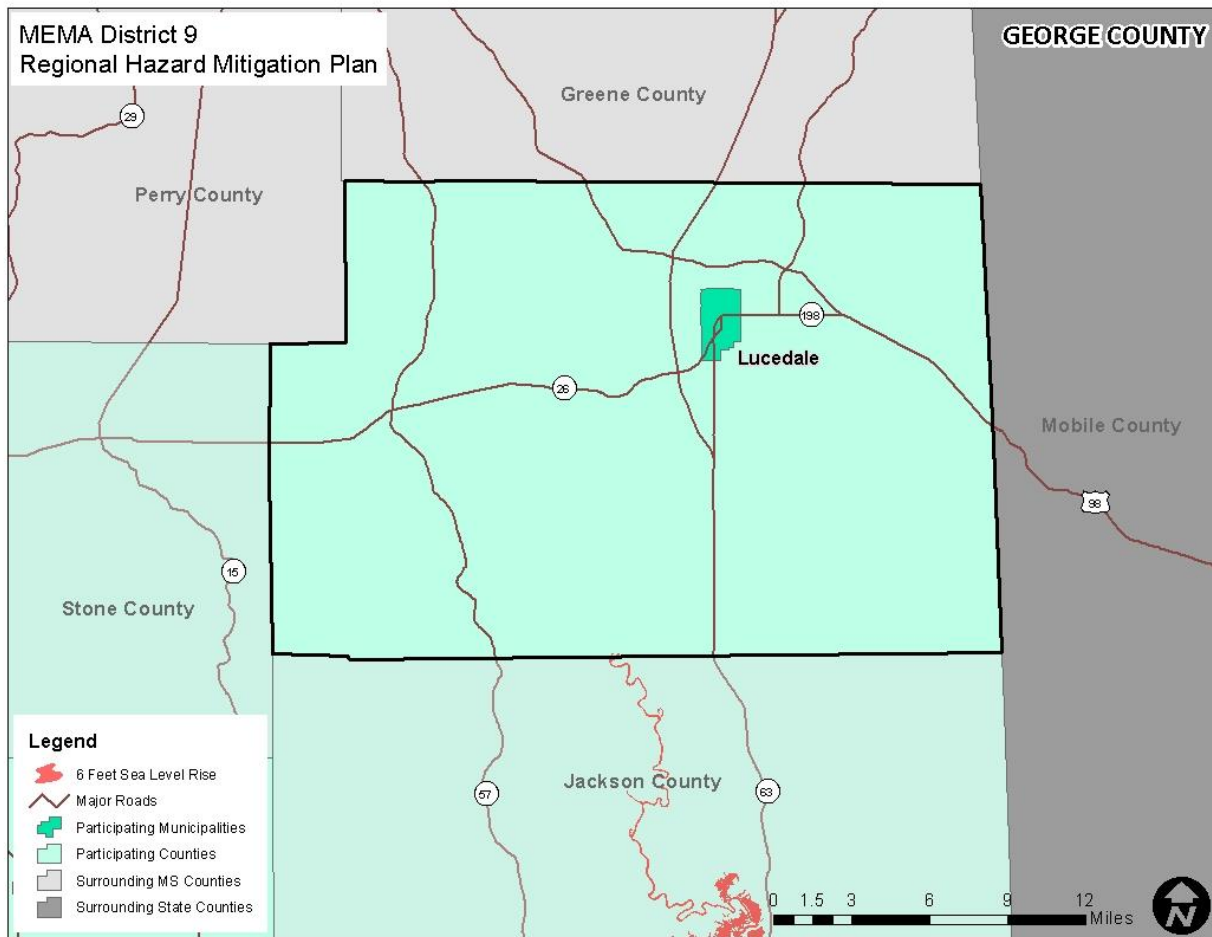 MEMA District 9
Regional Hazard Mitigation Plan
GEORGE COUNTY
Greene County
29
Perry County
198
Lucedale
26
Mobile County
98
15
Stone County
Legend
6 Feet Sea Level Rise
Major Roads
Participating Municipalities
Participating Counties
Surrounding MS Counties
Surrounding State Counties
Jackson County
57
63
0 1.5 3 6 9 12
Miles
N